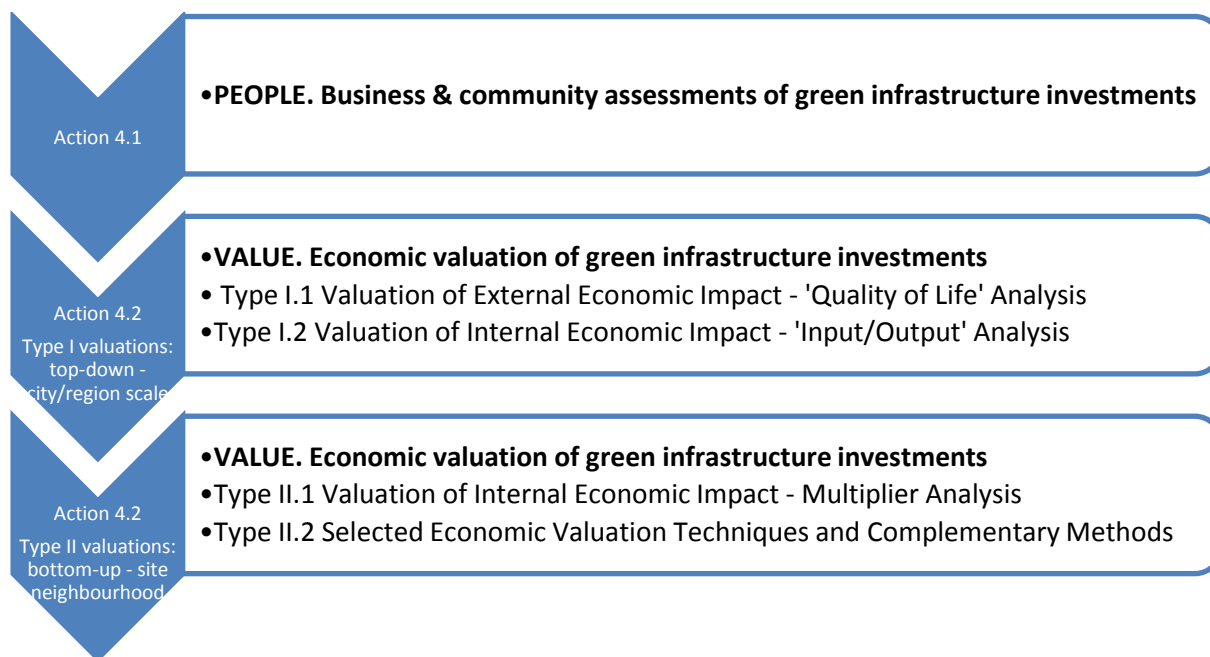 Action 4.1
•PEOPLE. Business & community assessments of green infrastructure investments
Action 4.2
Type I valuations:
top-down -
city/region scale
•VALUE. Economic valuation of green infrastructure investments
• Type I.1 Valuation of External Economic Impact - 'Quality of Life' Analysis
•Type I.2 Valuation of Internal Economic Impact - 'Input/Output' Analysis
Action 4.2
Type II valuations:
bottom-up - site
neighbourhood
•VALUE. Economic valuation of green infrastructure investments
•Type II.1 Valuation of Internal Economic Impact - Multiplier Analysis
•Type II.2 Selected Economic Valuation Techniques and Complementary Methods